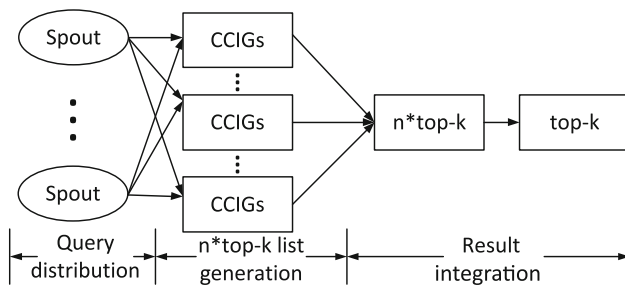 Spout
CCIGs
CCIGs
n*top-k
top-k
Spout
CCIGs
Query
distribution
n*top-k list
generation
Result
integration